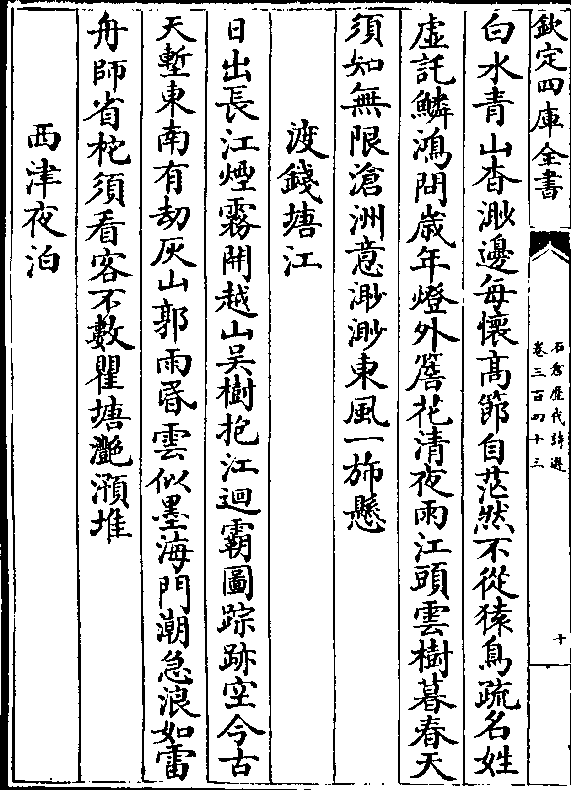 欽定四庫全書
石倉歷代詩選
卷三百四十三
十
白水青山杳渺邊每懷髙節自茫然不從猿鳥疏名姓
虛託鱗鴻問歲年燈外簷花清夜雨江頭雲樹暮春天
須知無限滄洲意渺渺東風一斾懸
渡錢塘江
日出長江煙霧開越山吳樹抱江迴霸圖踪跡空今古
天塹東南有劫灰山郭雨昏雲似墨海門潮急浪如雷
舟師省柁須看客不數瞿塘灔澦堆
西津夜泊